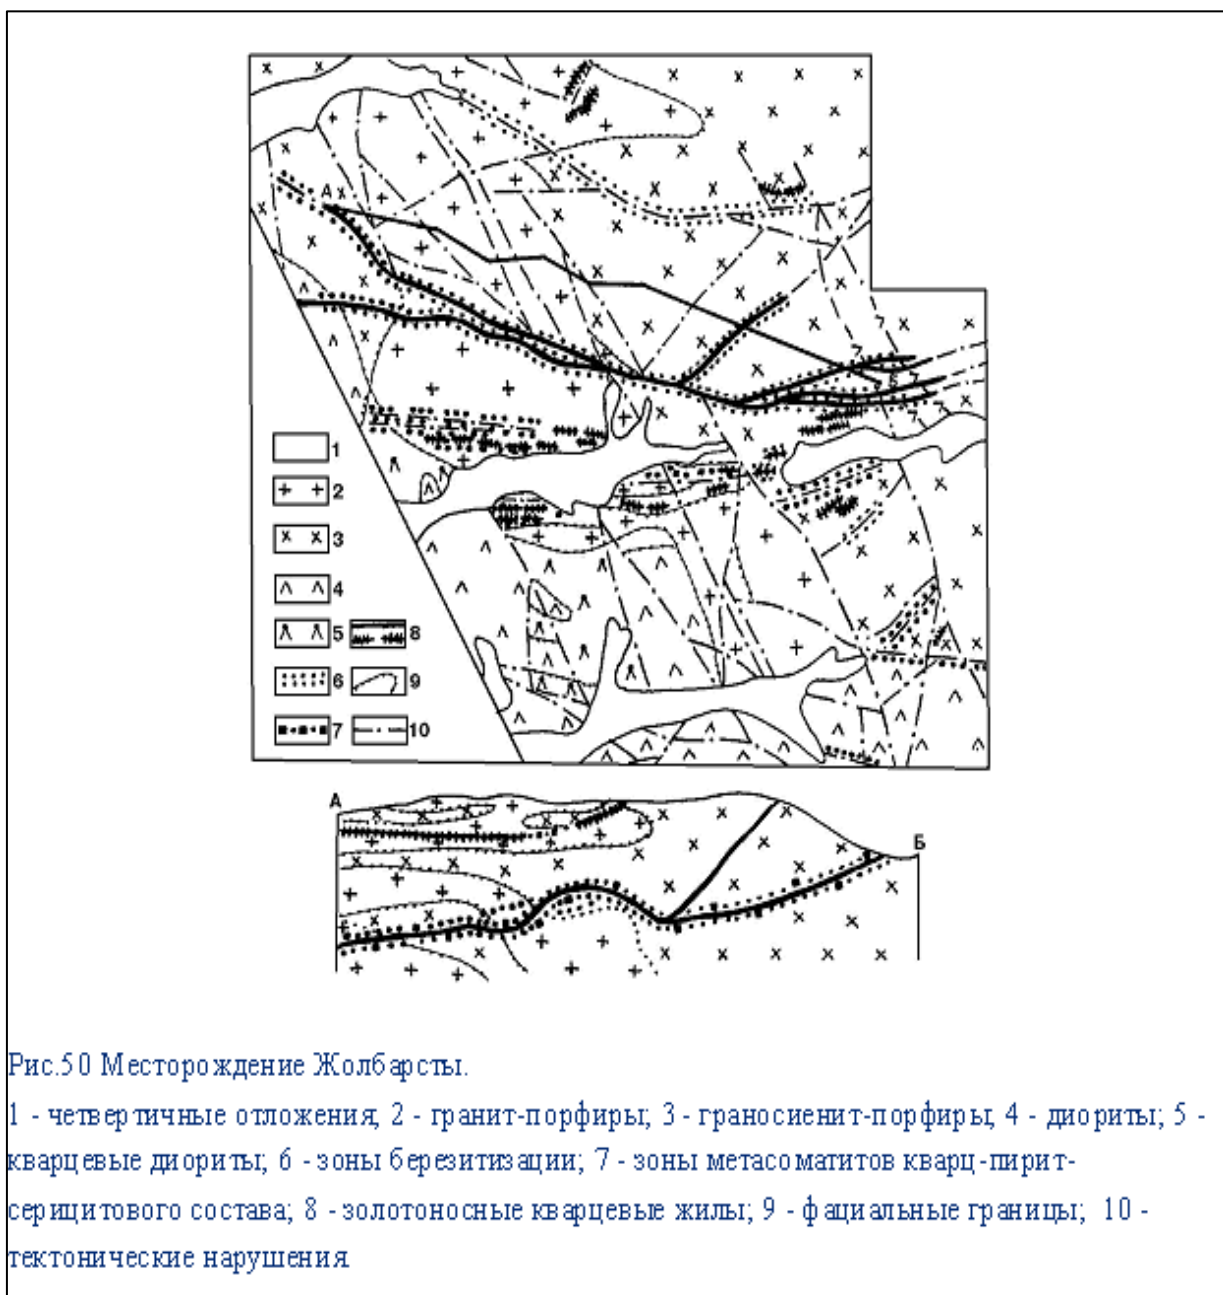 А
Б
1
2
3
4
5 8
6 9
7 10
А
Б
Рис.50 Месторождение Жолбарсты.
1 - четвертичные отложения; 2 - гранит-порфиры; 3 - граносиенит-порфиры; 4 - диориты; 5 -
кварцевые диориты; 6 - зоны березитизации; 7 - зоны метасоматитов кварц-пирит-
серицитового состава; 8 - золотоносные кварцевые жилы; 9 - фациальные границы; 10 -
тектонические нарушения